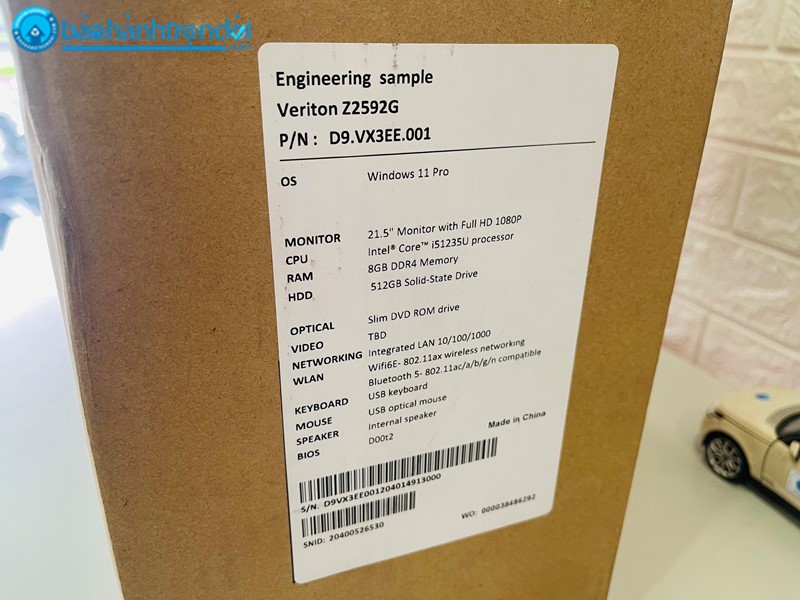 baohanhtrondoi
.com
Engineering sample
Veriton Z2592G
P/N : D9.VX3EE.001
OS Windows 11 Pro
MONITOR 21.5" Monitor with Full HD 1080P
CPU Intel® Core™ i51235U processor
RAM 8GB DDR4 Memory
HDD 512GB Solid-State Drive
OPTICAL Slim DVD ROM drive
VIDEO TBD
NETWORKING Integrated LAN 10/100/1000
WLAN Wifi6E- 802.11ax wireless networking
Bluetooth 5- 802.11ac/a/b/g/n compatible
KEYBOARD USB keyboard
MOUSE USB optical mouse
SPEAKER Internal speaker
BIOS D00t2
Made in China
S/N. D9VX3EE001204014913000
SNID: 20400526530
WO: 000038486292